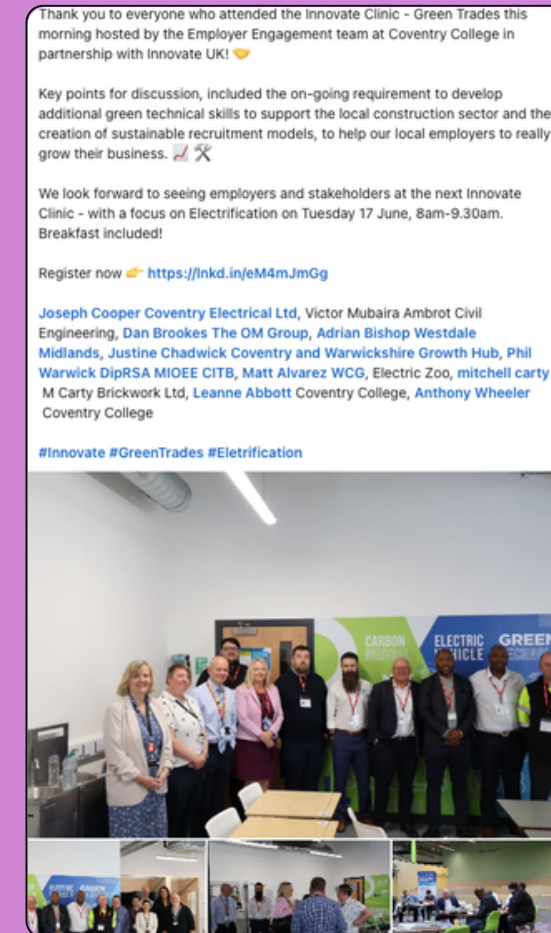 Thank you to everyone who attended the Innovate Clinic - Green Trades this
morning hosted by the Employer Engagement team at Coventry College in
partnership with Innovate UK! 🤝
Key points for discussion, included the on-going requirement to develop
additional green technical skills to support the local construction sector and the
creation of sustainable recruitment models, to help our local employers to really
grow their business. 📈 🛠️
We look forward to seeing employers and stakeholders at the next Innovate
Clinic - with a focus on Electrification on Tuesday 17 June, 8am-9.30am.
Breakfast included!
Register now 👉 https://lnkd.in/eM4mJmGg
Joseph Cooper Coventry Electrical Ltd, Victor Mubaira Ambrot Civil
Engineering, Dan Brookes The OM Group, Adrian Bishop Westdale
Midlands, Justine Chadwick Coventry and Warwickshire Growth Hub, Phil
Warwick DipRSA MIOEE CITB, Matt Alvarez WCG, Electric Zoo, mitchell carty
M Carty Brickwork Ltd, Leanne Abbott Coventry College, Anthony Wheeler
Coventry College
#Innovate #GreenTrades #Eletrification
CARBON
ELECTRIC
VEHICLE
GREEN